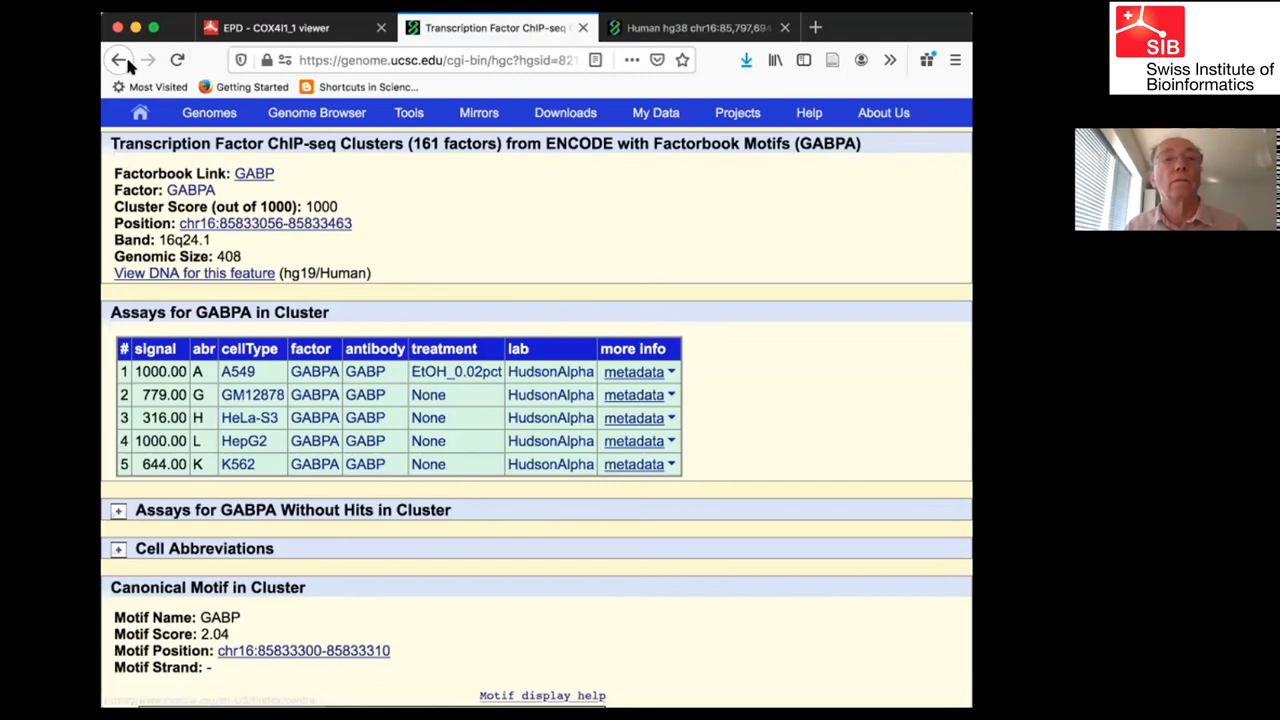 EPD - COX4I1_1 viewer
Transcription Factor ChIP-seq C
Human hg38 chr16:85,797,694
https://genome.ucsc.edu/cgi-bin/hgc?hgsid=821
Most Visited
Getting Started
Shortcuts in Scienc...
Genomes
Genome Browser
Tools
Mirrors
Downloads
My Data
Projects
Help
About Us
Transcription Factor ChIP-seq Clusters (161 factors) from ENCODE with Factorbook Motifs (GABPA)
Factorbook Link: GABP
Factor: GABPA
Cluster Score (out of 1000): 1000
Position: chr16:85833056-85833463
Band: 16q24.1
Genomic Size: 408
View DNA for this feature (hg19/Human)
Assays for GABPA in Cluster
# signal abr cellType factor antibody treatment lab more info
1 1000.00 A A549 GABPA GABP EtOH_0.02pct HudsonAlpha metadata
2 779.00 G GM12878 GABPA GABP None HudsonAlpha metadata
3 316.00 H HeLa-S3 GABPA GABP None HudsonAlpha metadata
4 1000.00 L HepG2 GABPA GABP None HudsonAlpha metadata
5 644.00 K K562 GABPA GABP None HudsonAlpha metadata
Assays for GABPA Without Hits in Cluster
Cell Abbreviations
Canonical Motif in Cluster
Motif Name: GABP
Motif Score: 2.04
Motif Position: chr16:85833300-85833310
Motif Strand: -
Motif display help
SIB
Swiss Institute of
Bioinformatics